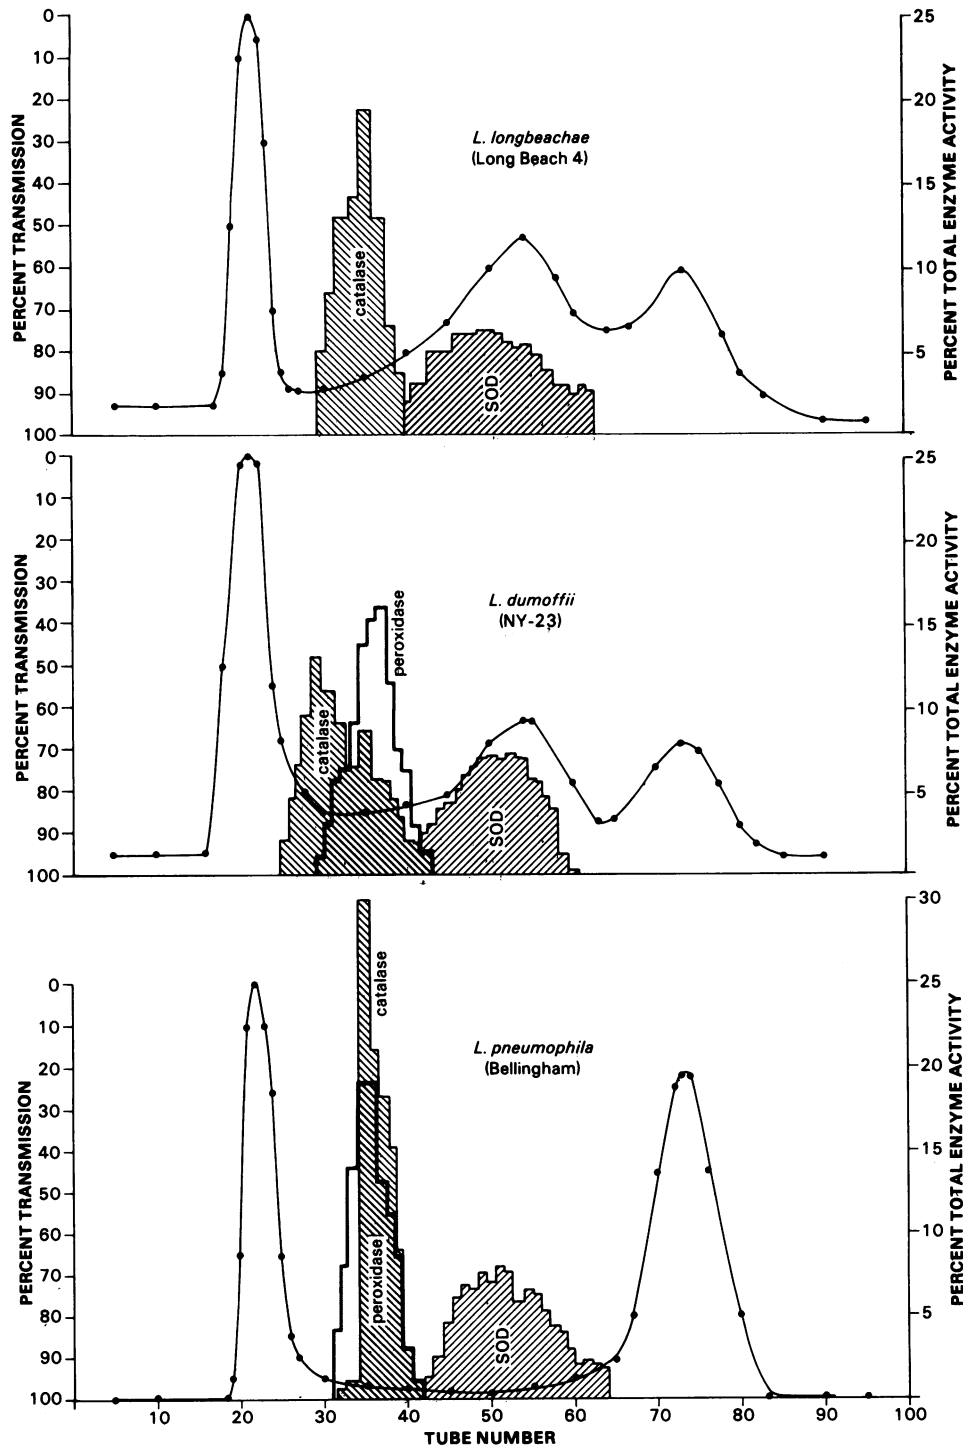 0
10
20
30
40
50
60
70
80
90
100
PERCENT TRANSMISSION
L. longbeachae
(Long Beach 4)
catalase
SOD
25
20
15
10
5
PERCENT TOTAL ENZYME ACTIVITY
0
10
20
30
40
50
60
70
80
90
100
PERCENT TRANSMISSION
L. dumoffii
(NY-23)
catalase
peroxidase
SOD
25
20
15
10
5
PERCENT TOTAL ENZYME ACTIVITY
0
10
20
30
40
50
60
70
80
90
100
PERCENT TRANSMISSION
L. pneumophila
(Bellingham)
catalase
peroxidase
SOD
30
25
20
15
10
5
PERCENT TOTAL ENZYME ACTIVITY
10 20 30 40 50 60 70 80 90 100
TUBE NUMBER